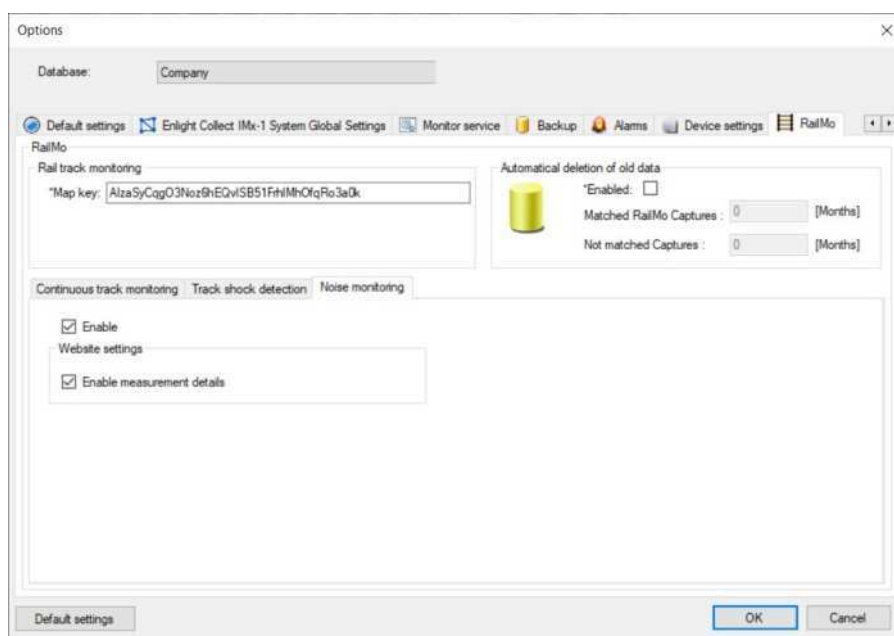 Options
Database: Company
Default settings Enlight Collect IMx-1 System Global Settings Monitor service Backup Alarms Device settings RailMo
RailMo
Rail track monitoring Automatical deletion of old data
*Map key: *Enabled:
Matched RailMo Captures : 0 [Months]
Not matched Captures : 0 [Months]
Continuous track monitoring Track shock detection Noise monitoring
Enable
Website settings
Enable measurement details
Default settings OK Cancel